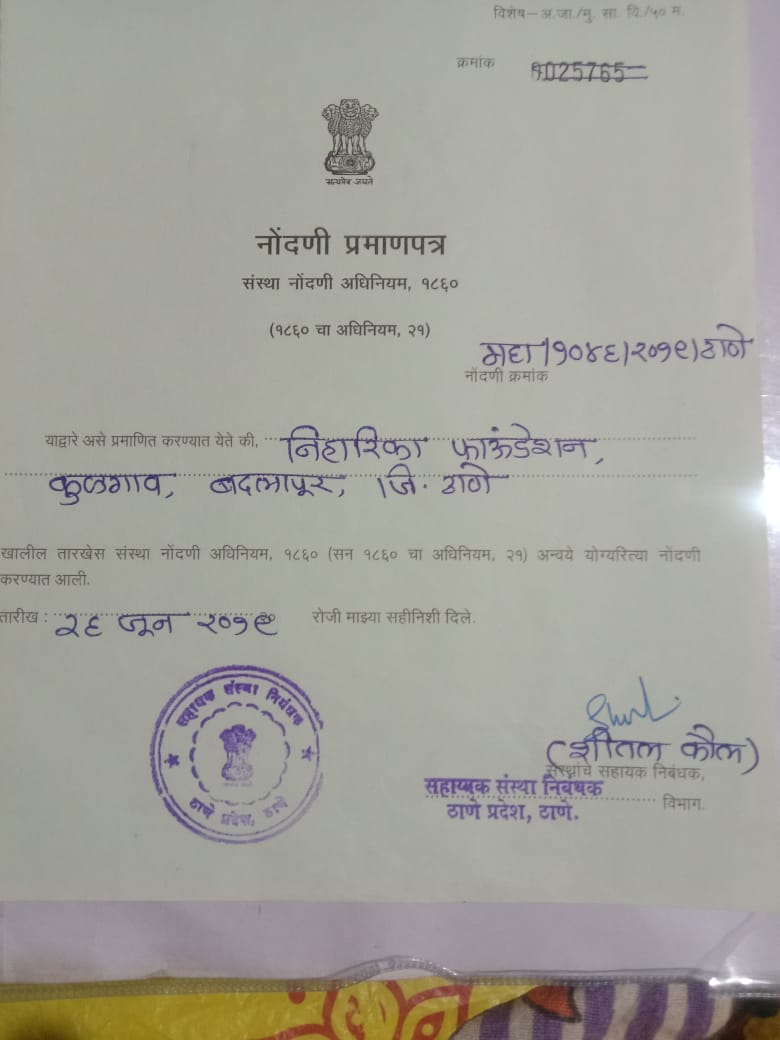 विशेष—अ.जा./मु. सा. वि./५० म.
क्रमांक 025765
सत्यमेव जयते
नोंदणी प्रमाणपत्र
संस्था नोंदणी अधिनियम, १८६०
(१८६० चा अधिनियम, २१)
महा/१०४६/२०१९/ठाणे
नोंदणी क्रमांक
याद्वारे असे प्रमाणित करण्यात येते की, निहारिका फाऊंडेशन,
कुळगाव, बदलापूर, जि. ठाणे
खालील तारखेस संस्था नोंदणी अधिनियम, १८६० (सन १८६० चा अधिनियम, २१) अन्वये योग्यरित्या नोंदणी
करण्यात आली.
तारीख : २६ जून २०१९ रोजी माझ्या सहीनिशी दिले.
सहायक संस्था निबंधक
ठाणे प्रदेश, ठाणे
(शीतल कौल)
संस्थांचे सहायक निबंधक,
सहाय्यक संस्था निबंधक
विभाग.
ठाणे प्रदेश, ठाणे.